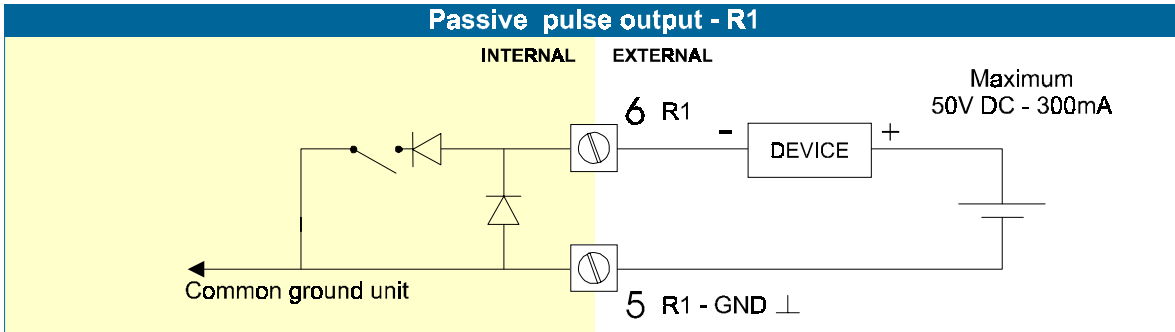 Passive pulse output - R1
INTERNAL EXTERNAL
Maximum
50V DC - 300mA
6 R1
- DEVICE +
Common ground unit
5 R1 - GND ⊥